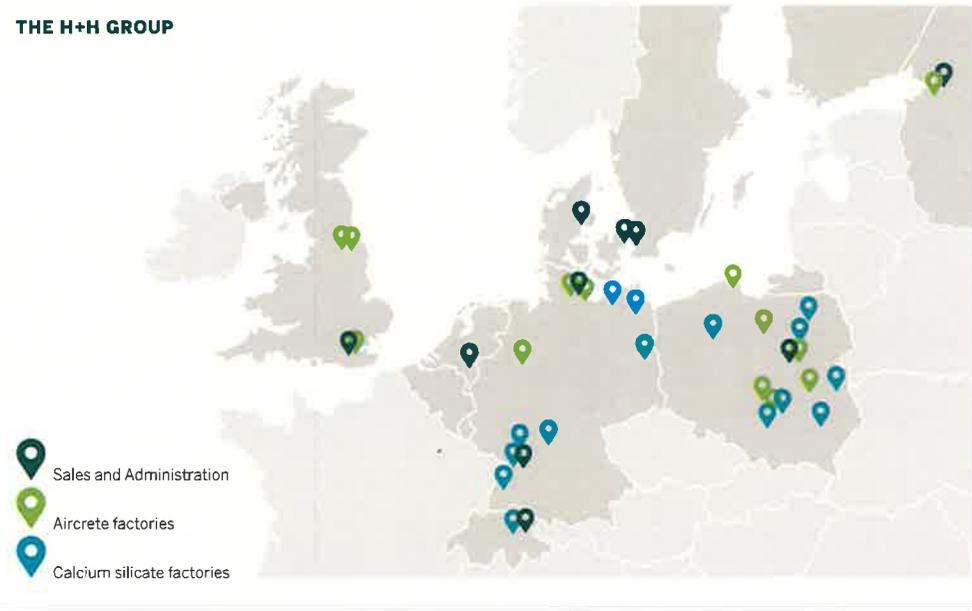 THE H+H GROUP
Sales and Administration
Aircrete factories
Calcium silicate factories